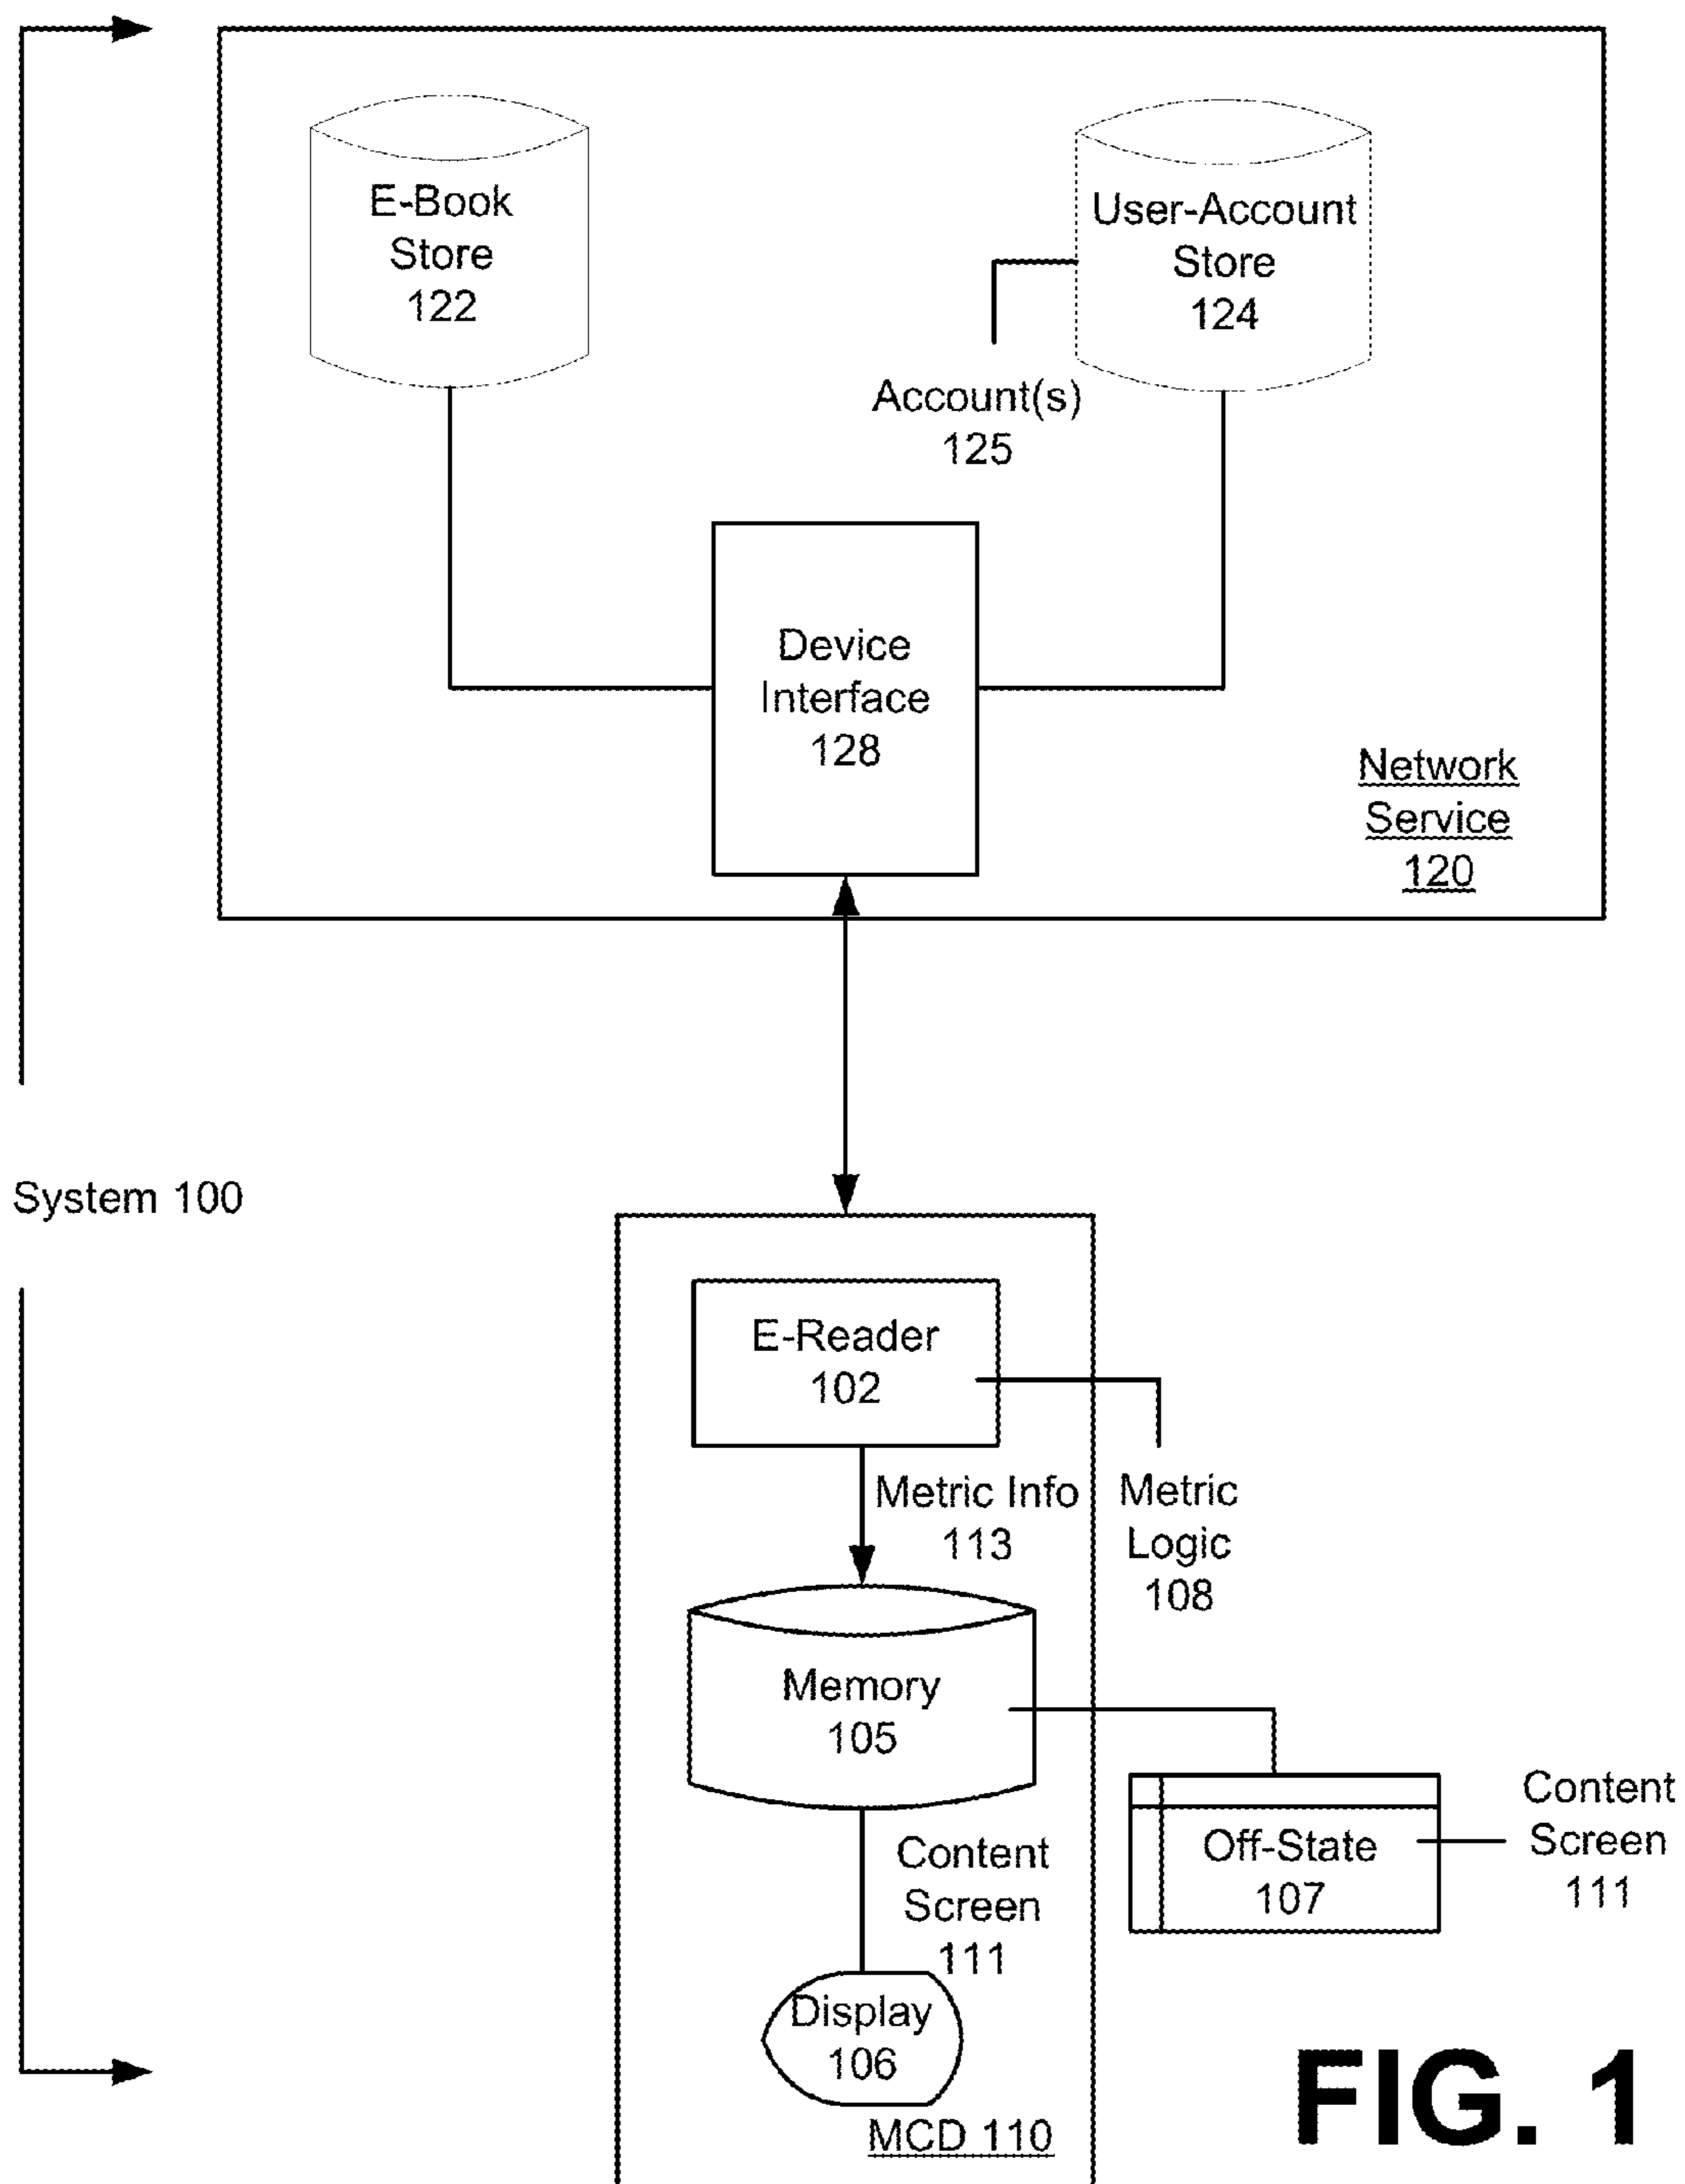 E-Book
Store
122
User-Account
Store
124
Account(s)
125
Device
Interface
128
Network
Service
120
System 100
E-Reader
102
Metric Info
113
Metric
Logic
108
Memory
105
Content
Screen
111
Off-State
107
Content
Screen
111
Display
106
MCD 110
FIG. 1